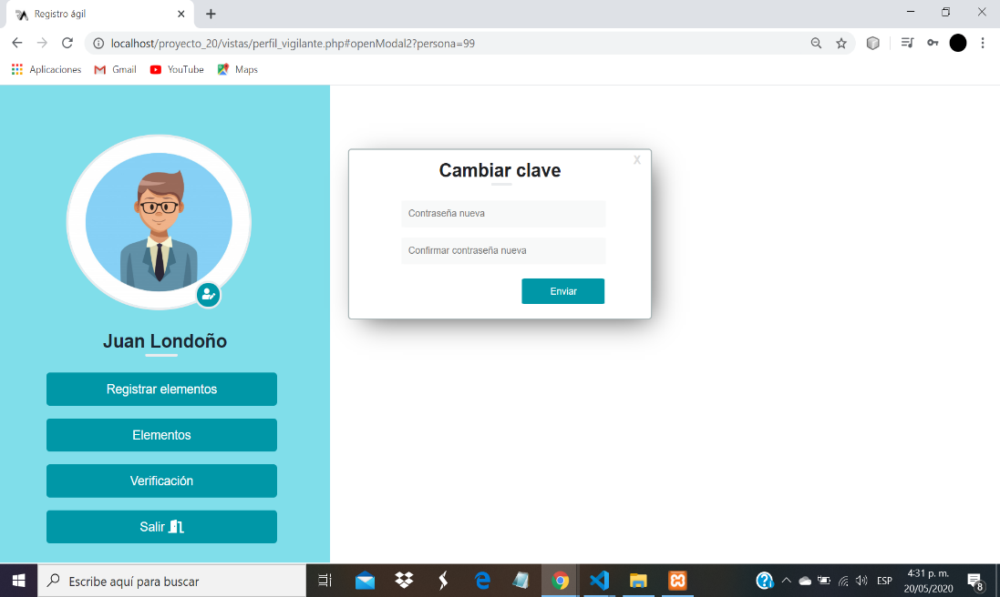 Registro ágil
localhost/proyecto_20/vistas/perfil_vigilante.php#openModal2?persona=99
Aplicaciones Gmail YouTube Maps
X
Cambiar clave
Contraseña nueva
Confirmar contraseña nueva
Enviar
Juan Londoño
Registrar elementos
Elementos
Verificación
Salir
Escribe aquí para buscar
ESP
4:31 p. m.
20/05/2020
8